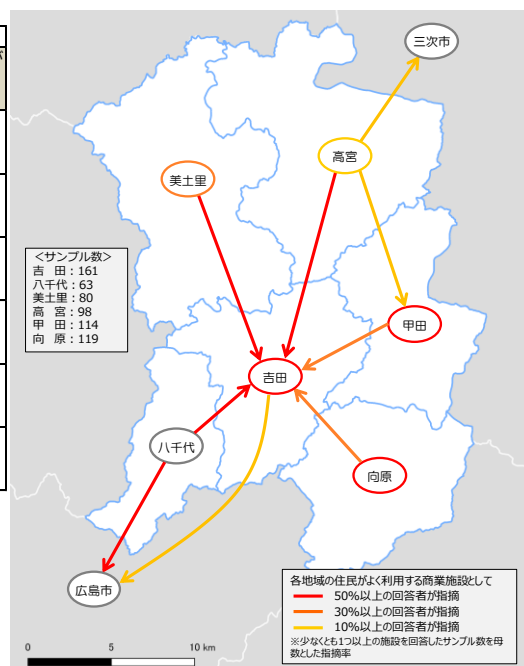 が
三次市
高宮
美土里
<サンプル数>
吉　田：161
八千代：63
美土里：80
高　宮：98
甲　田：114
向　原：119
甲田
吉田
八千代
向原
広島市
各地域の住民がよく利用する商業施設として
50%以上の回答者が指摘
30%以上の回答者が指摘
10%以上の回答者が指摘
※少なくとも1つ以上の施設を回答したサンプル数を母
数とした指摘率
0 5 10 km